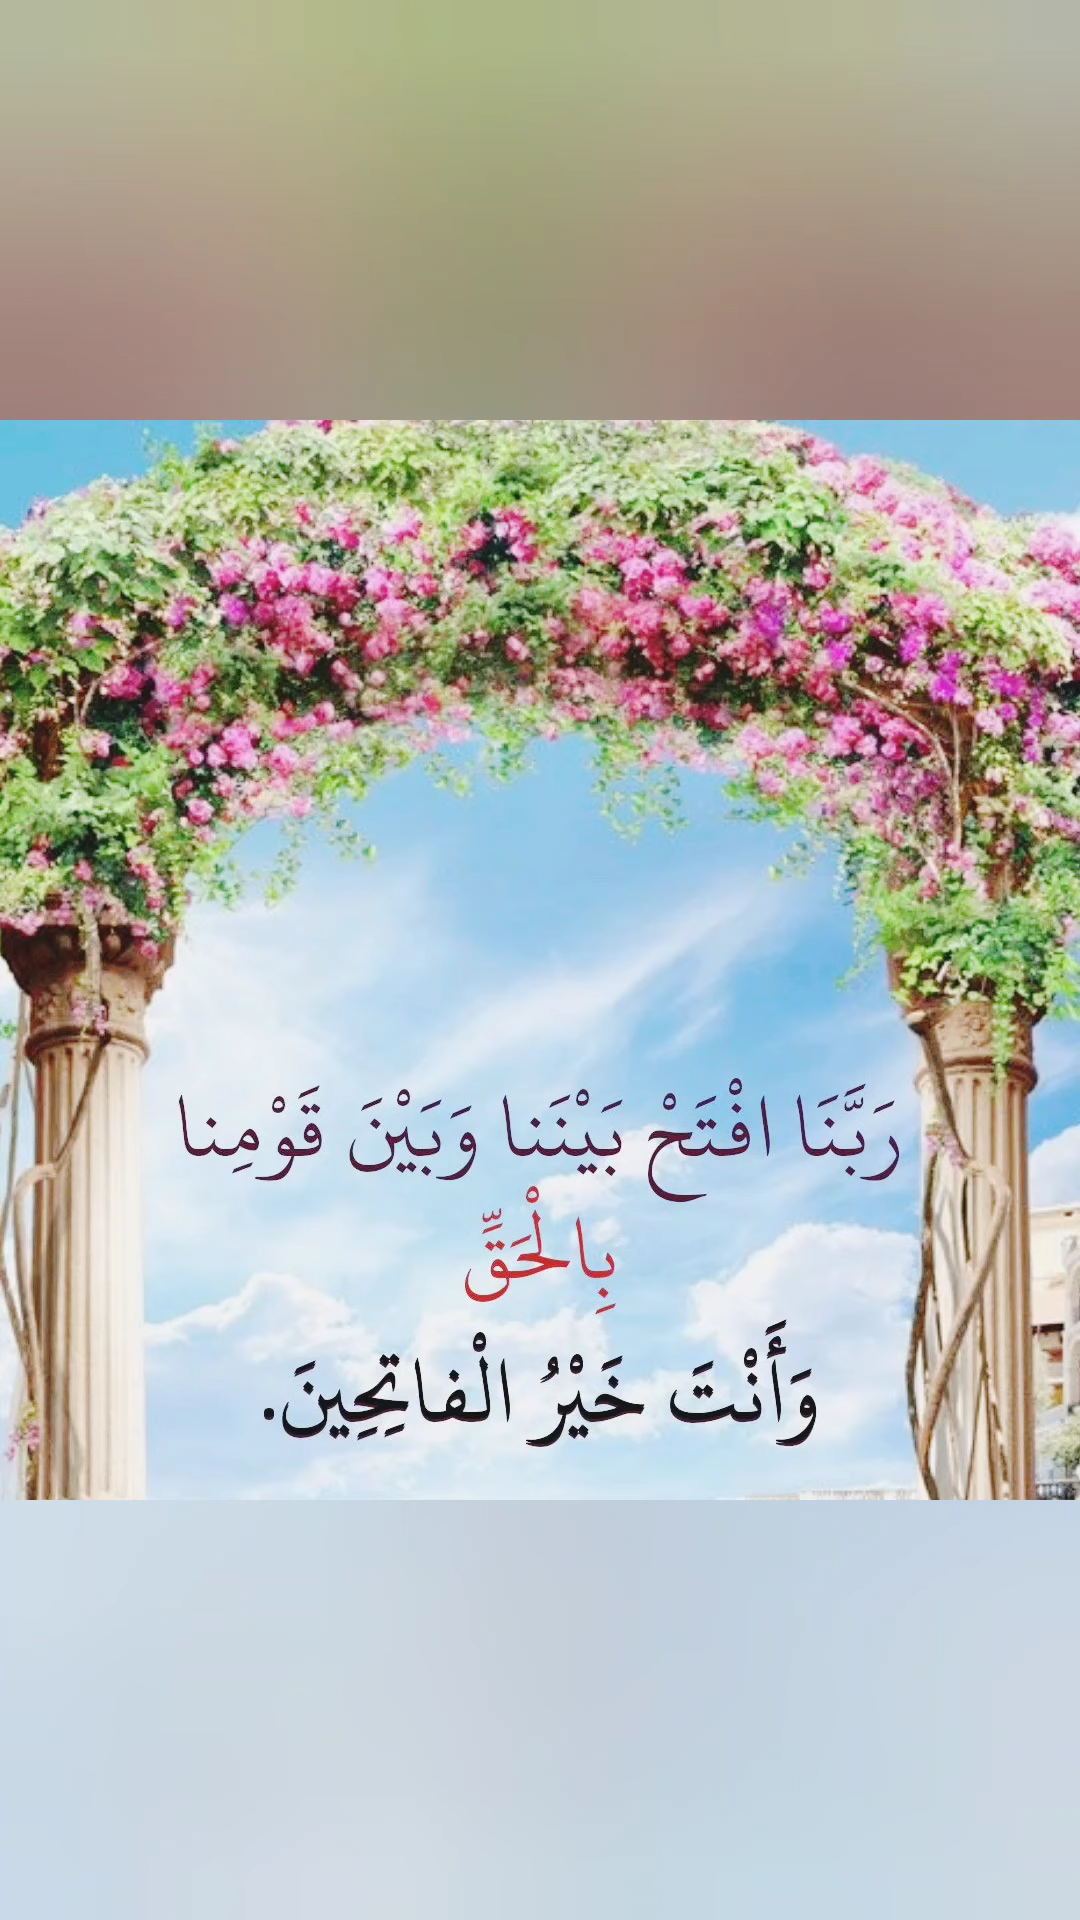 رَبَّنَا افْتَحْ بَيْنَنا وَبَيْنَ قَوْمِنا
بِالْحَقِّ
وَأَنْتَ خَيْرُ الْفاتِحِينَ.